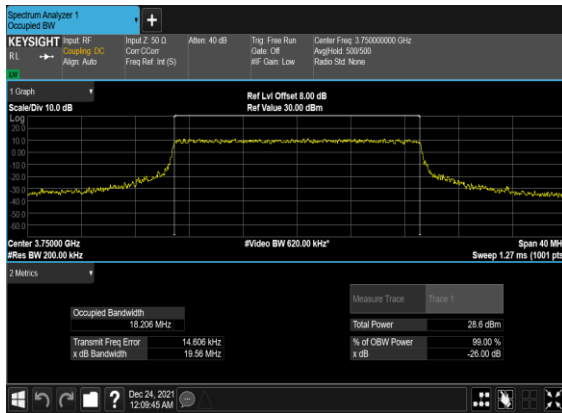 Spectrum Analyzer 1
Occupied BW
KEYSIGHT
RL
Input: RF
Coupling: DC
Align: Auto
Input Z: 50 Ω
Corr CCorr
Freq Ref: Int (S)
Atten: 40 dB
Trig: Free Run
Gate: Off
#IF Gain: Low
Center Freq: 3.750000000 GHz
Avg|Hold: 500/500
Radio Std: None
1 Graph
Scale/Div 10.0 dB
Ref Lvl Offset 8.00 dB
Ref Value 30.00 dBm
Log
20.0
10.0
0.00
-10.0
-20.0
-30.0
-40.0
-50.0
-60.0
Center 3.75000 GHz
#Video BW 620.00 kHz*
Span 40 MH
#Res BW 200.00 kHz
Sweep 1.27 ms (1001 pts
2 Metrics
Measure Trace
Trace 1
Occupied Bandwidth
18.206 MHz
Total Power
28.6 dBm
Transmit Freq Error
14.606 kHz
% of OBW Power
99.00 %
x dB Bandwidth
19.56 MHz
x dB
-26.00 dB
?
Dec 24, 2021
12:09:45 AM